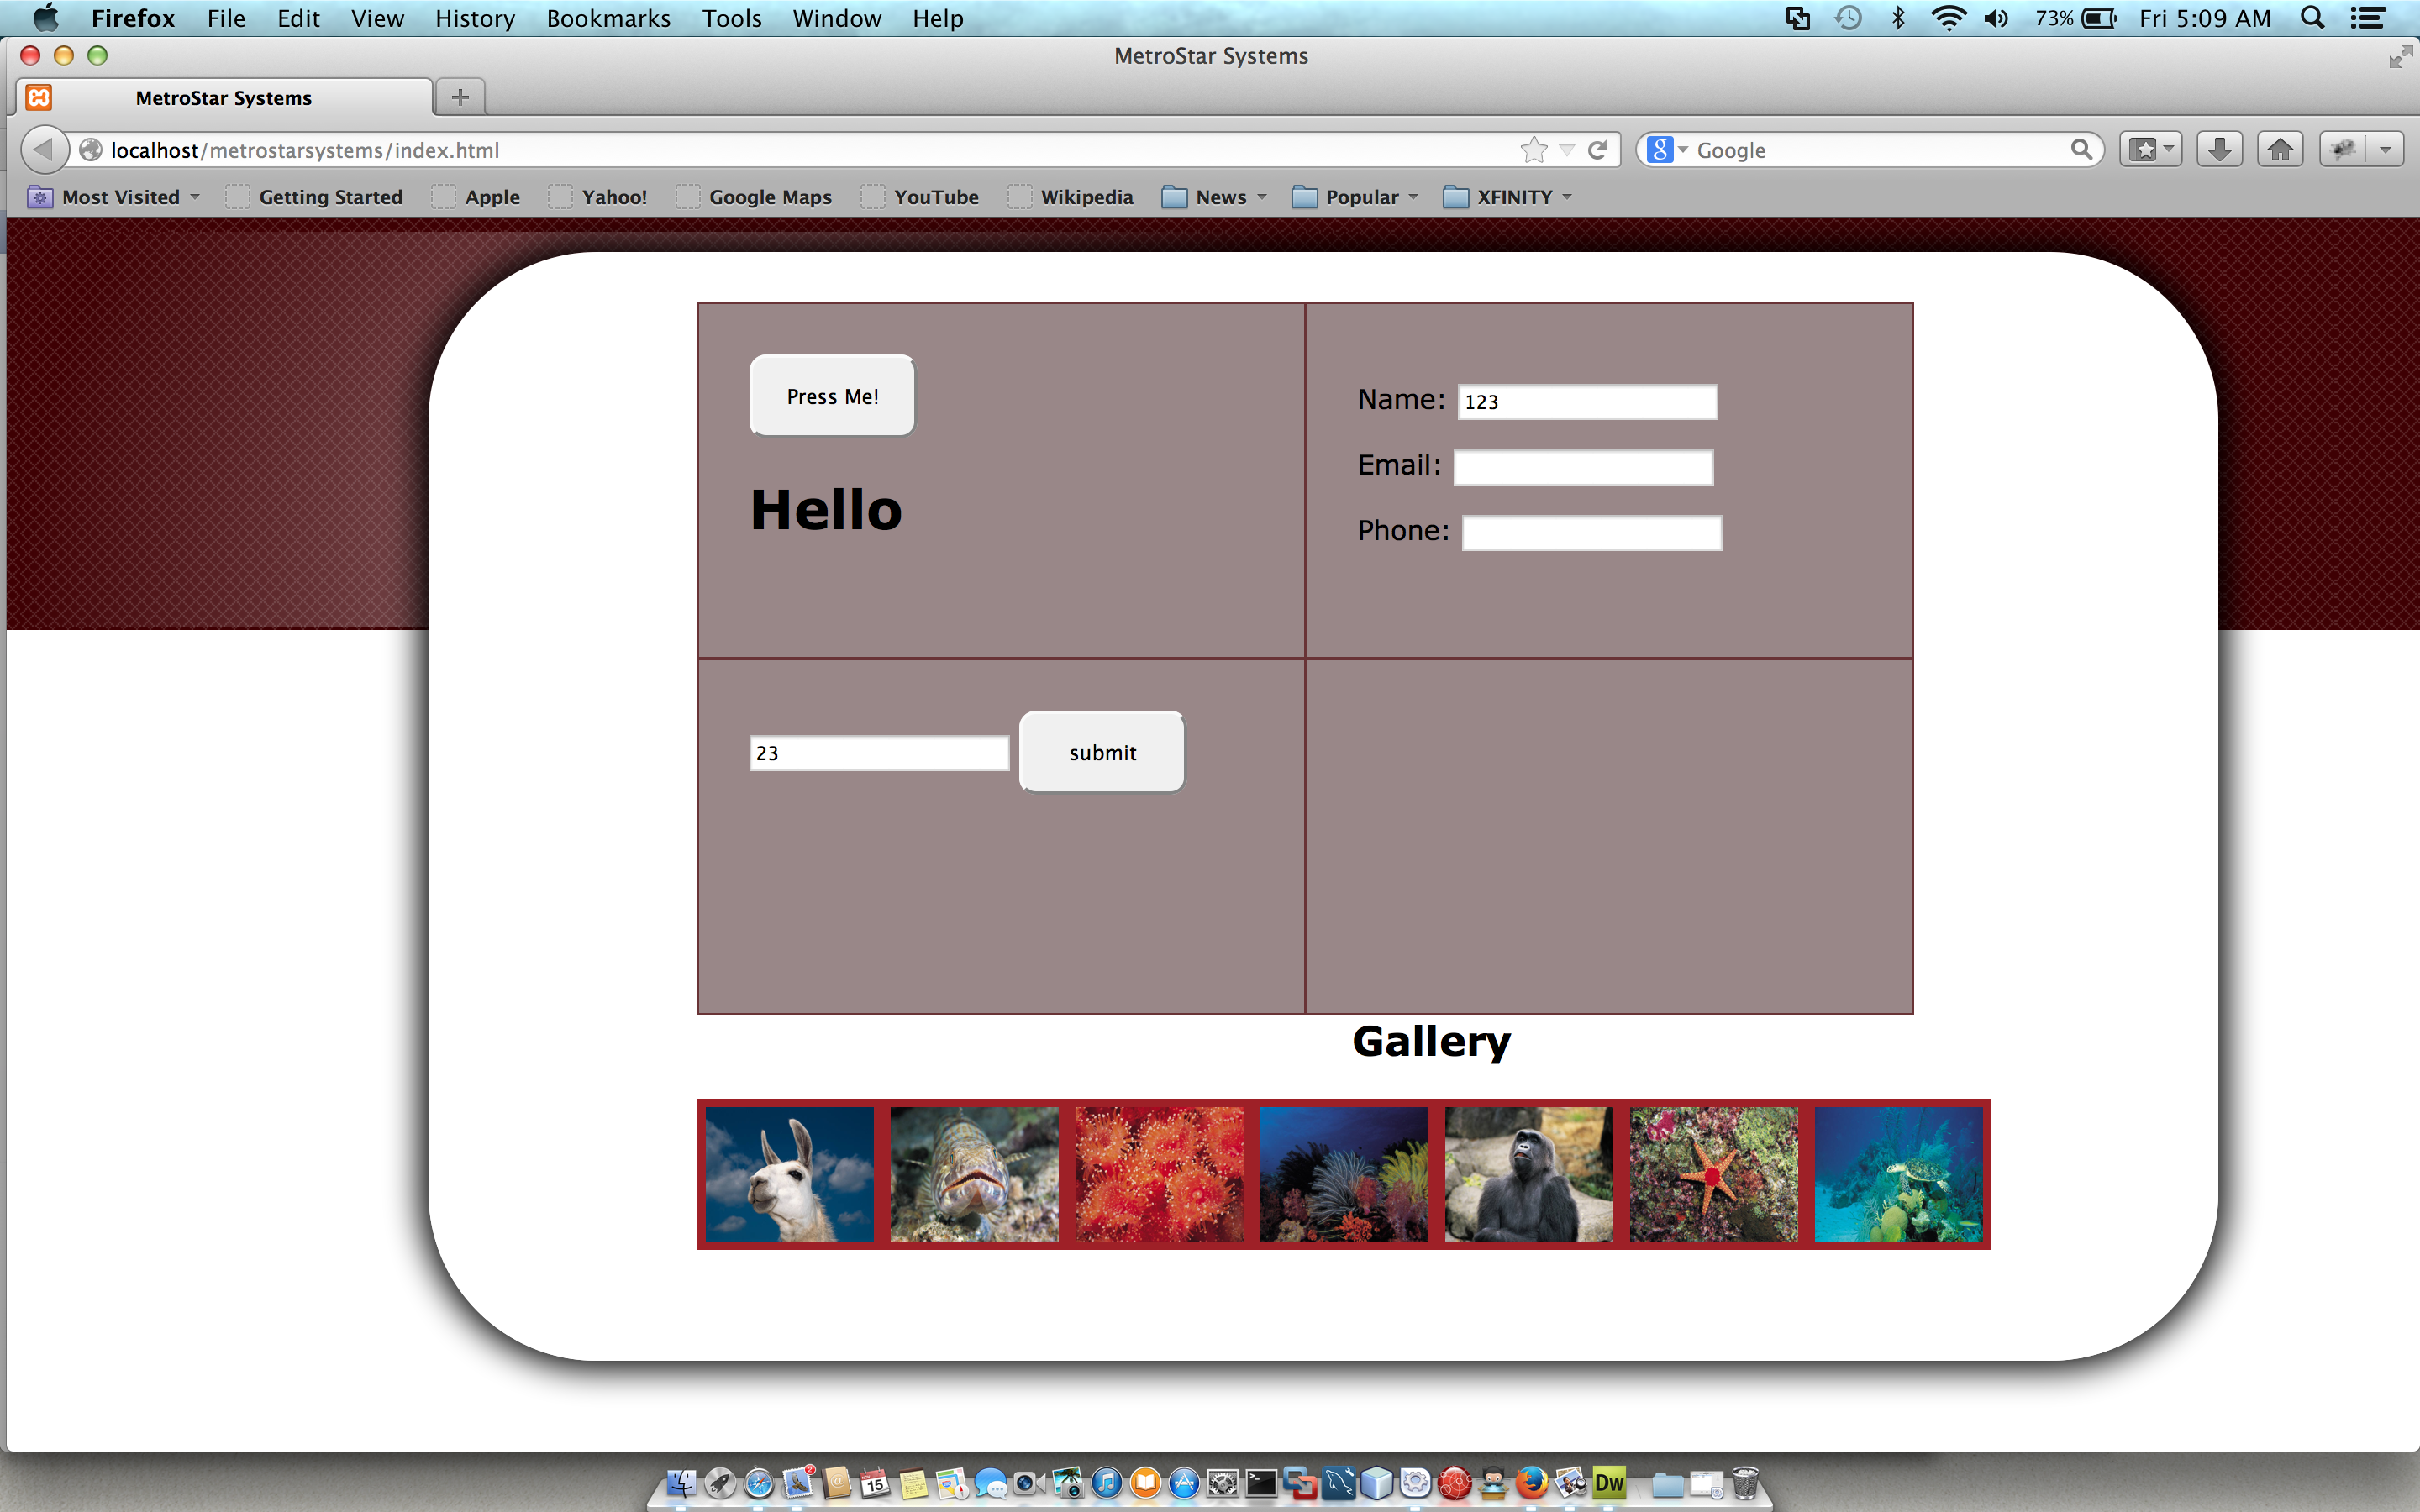 Firefox File Edit View History Bookmarks Tools Window Help 73% Fri 5:09 AM
MetroStar Systems
MetroStar Systems
localhost/metrostarsystems/index.html Google
Most Visited Getting Started Apple Yahoo! Google Maps YouTube Wikipedia News Popular XFINITY
Press Me!
Hello
Name: 123
Email:
Phone:
23 submit
Gallery
15
Dw